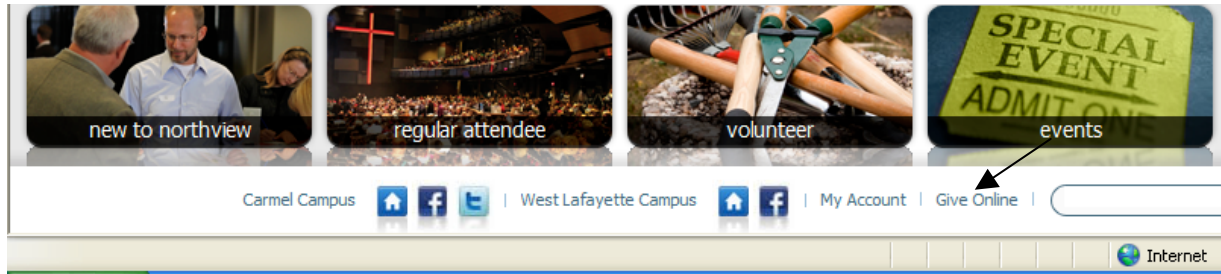 SPECIAL
EVENT
ADMIT ONE
new to northview
regular attendee
volunteer
events
Carmel Campus | West Lafayette Campus | My Account | Give Online |
Internet